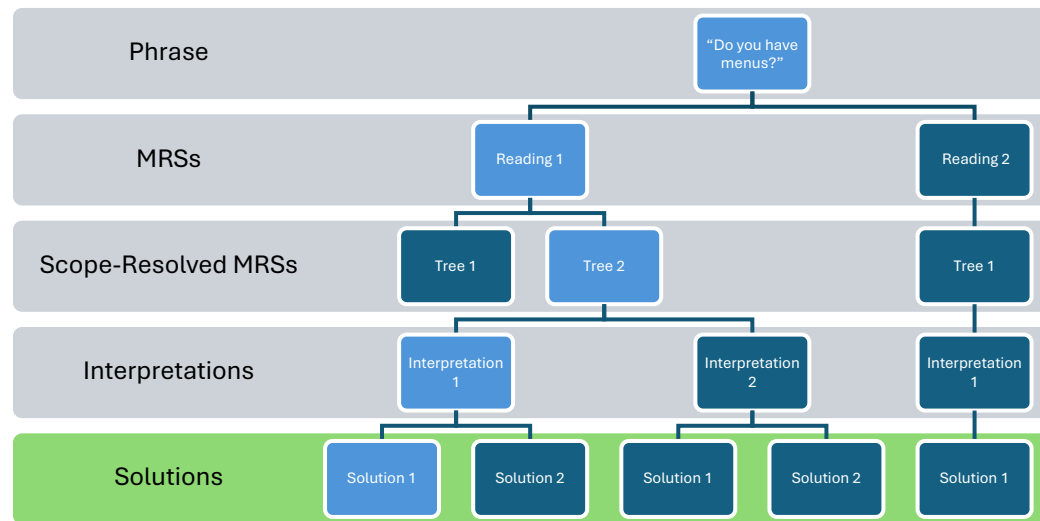 Phrase
“Do you have
menus?”
MRSs
Reading 1
Reading 2
Scope-Resolved MRSs
Tree 1
Tree 2
Tree 1
Interpretations
Interpretation
1
Interpretation
2
Interpretation
1
Solutions
Solution 1
Solution 2
Solution 1
Solution 2
Solution 1